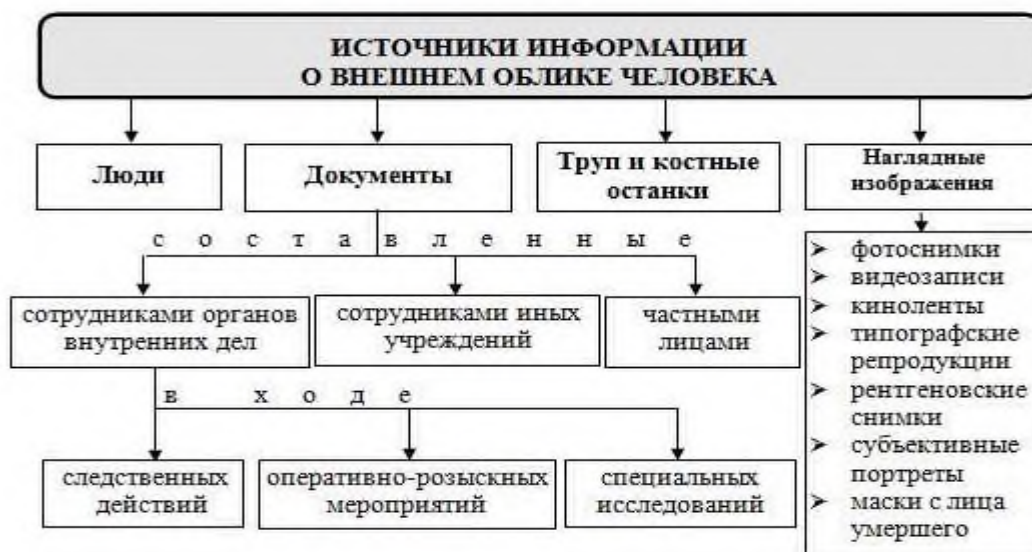 ИСТОЧНИКИ ИНФОРМАЦИИ
О ВНЕШНЕМ ОБЛИКЕ ЧЕЛОВЕКА
Люди
Документы
Труп и костные
останки
Наглядные
изображения
составленные
сотрудниками органов
внутренних дел
сотрудниками иных
учреждений
частными
лицами
в ходе
следственных
действий
оперативно-розыскных
мероприятий
специальных
исследований
➢ фотоснимки
➢ видеозаписи
➢ киноленты
➢ типографские
репродукции
➢ рентгеновские
снимки
➢ субъективные
портреты
➢ маски с лица
умершего